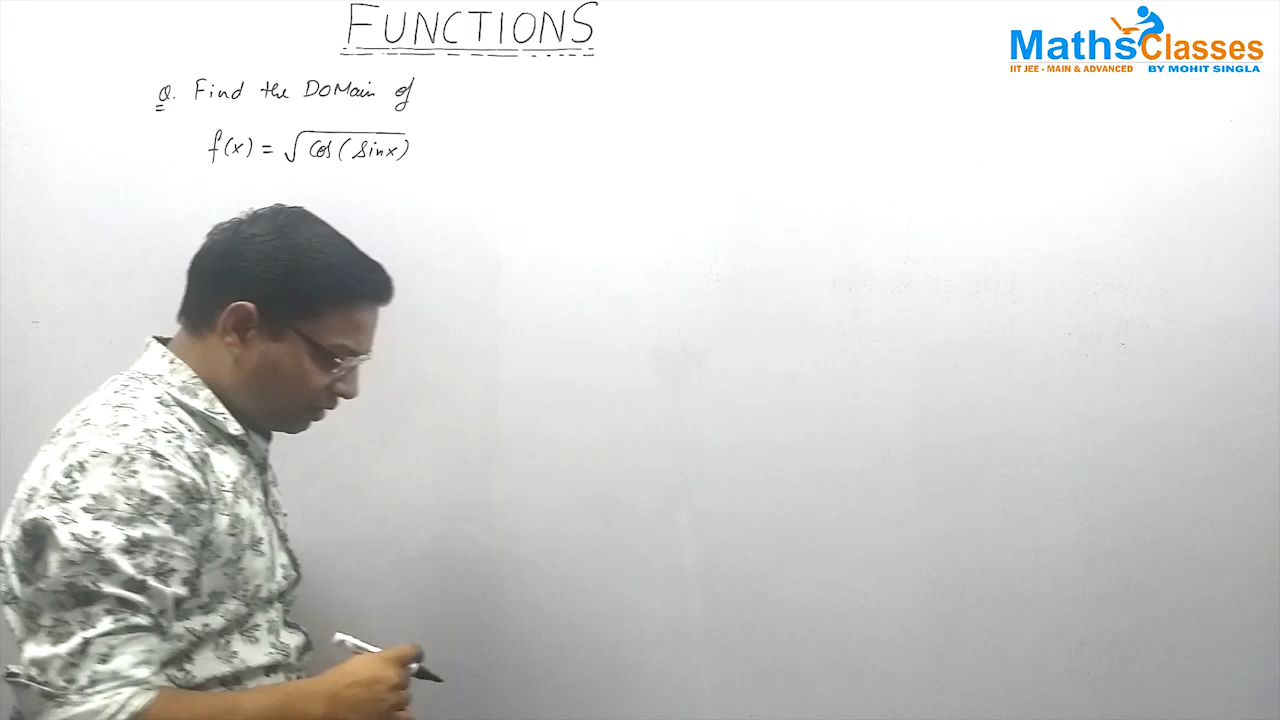 FUNCTIONS
MathsClasses
IIT JEE - MAIN & ADVANCED BY MOHIT SINGLA
Q. Find the DOMain of
f(x) = √cos(sinx)